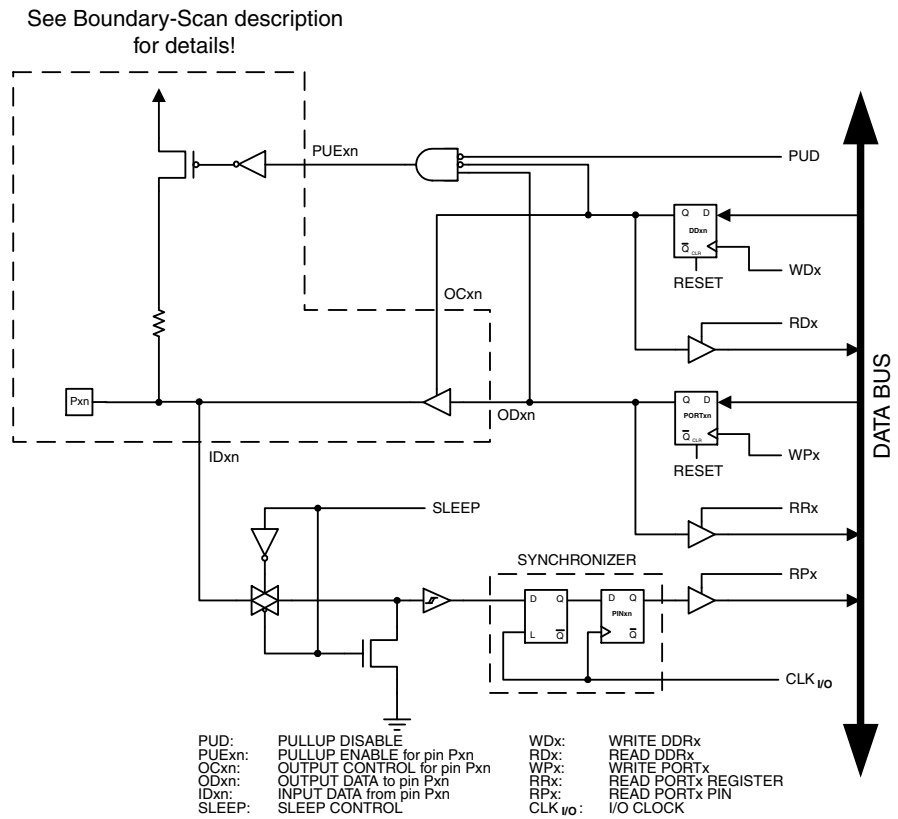 See Boundary-Scan description
for details!
PUExn
PUD
Q D
DDxn
Q CLR
WDx
RESET
OCxn
RDx
Pxn
ODxn
Q D
PORTxn
Q CLR
WPx
RESET
IDxn
DATA BUS
SLEEP
RRx
SYNCHRONIZER
RPx
D Q
L Q
D Q
PINxn
Q
CLK I/O
PUD: PULLUP DISABLE
PUExn: PULLUP ENABLE for pin Pxn
OCxn: OUTPUT CONTROL for pin Pxn
ODxn: OUTPUT DATA to pin Pxn
IDxn: INPUT DATA from pin Pxn
SLEEP: SLEEP CONTROL
WDx: WRITE DDRx
RDx: READ DDRx
WPx: WRITE PORTx
RRx: READ PORTx REGISTER
RPx: READ PORTx PIN
CLK I/O: I/O CLOCK